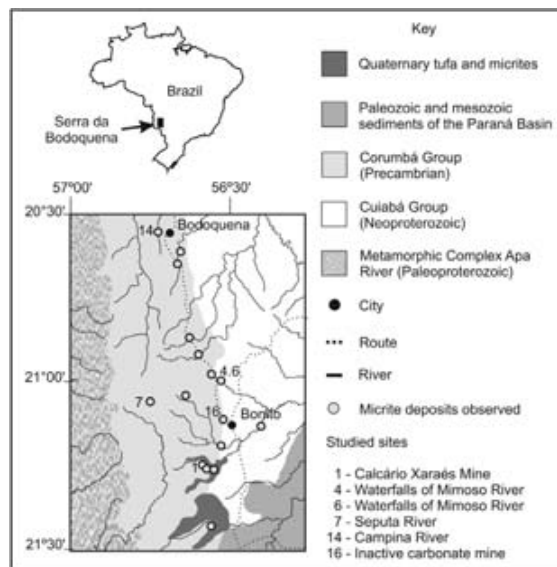 Key
Brazil
Serra da
Bodoquena
Quaternary tufa and micrites
Paleozoic and mesozoic
sediments of the Paraná Basin
Corumbá Group
(Precambrian)
Cuiabá Group
(Neoproterozoic)
Metamorphic Complex Apa
River (Paleoproterozoic)
City
Route
River
Micrite deposits observed
Studied sites
1 - Calcário Xaraés Mine
4 - Waterfalls of Mimoso River
6 - Waterfalls of Mimoso River
7 - Seputa River
14 - Campina River
16 - Inactive carbonate mine
57°00'
56°30'
20°30'
14
Bodoquena
21°00'
4.6
7
16
Bonito
1
21°30'